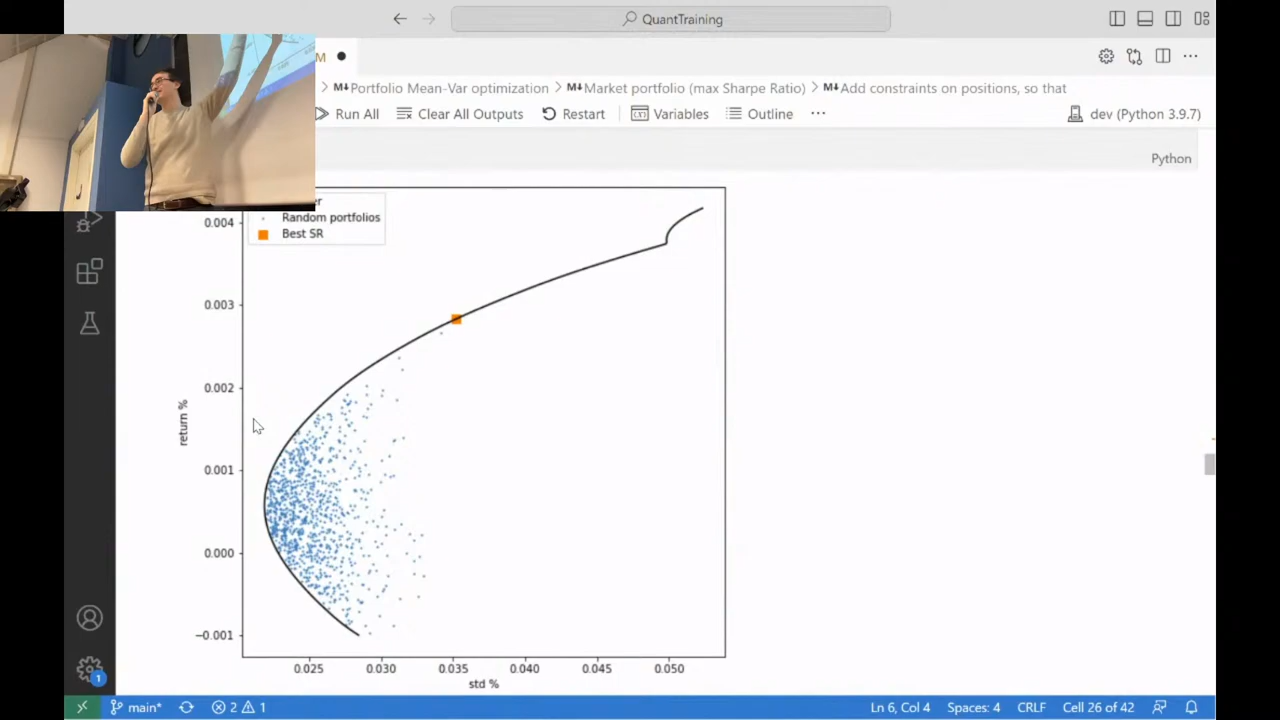 QuantTraining
M
Portfolio Mean-Var optimization
M↓ Market portfolio (max Sharpe Ratio)
M↓ Add constraints on positions, so that
Run All
Clear All Outputs
Restart
Variables
Outline
...
dev (Python 3.9.7)
Python
er
Random portfolios
Best SR
0.004
0.003
0.002
0.001
0.000
−0.001
return %
0.025 0.030 0.035 0.040 0.045 0.050
std %
1
main*
2
1
Ln 6, Col 4
Spaces: 4
CRLF
Cell 26 of 42